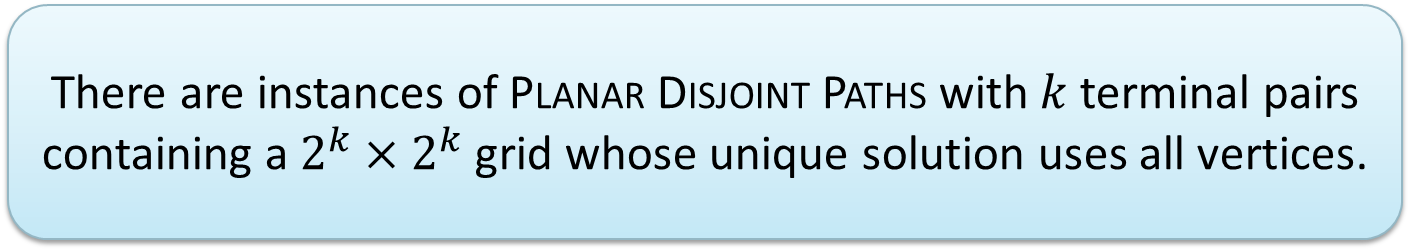 There are instances of PLANAR DISJOINT PATHS with k terminal pairs
containing a 2^k × 2^k grid whose unique solution uses all vertices.